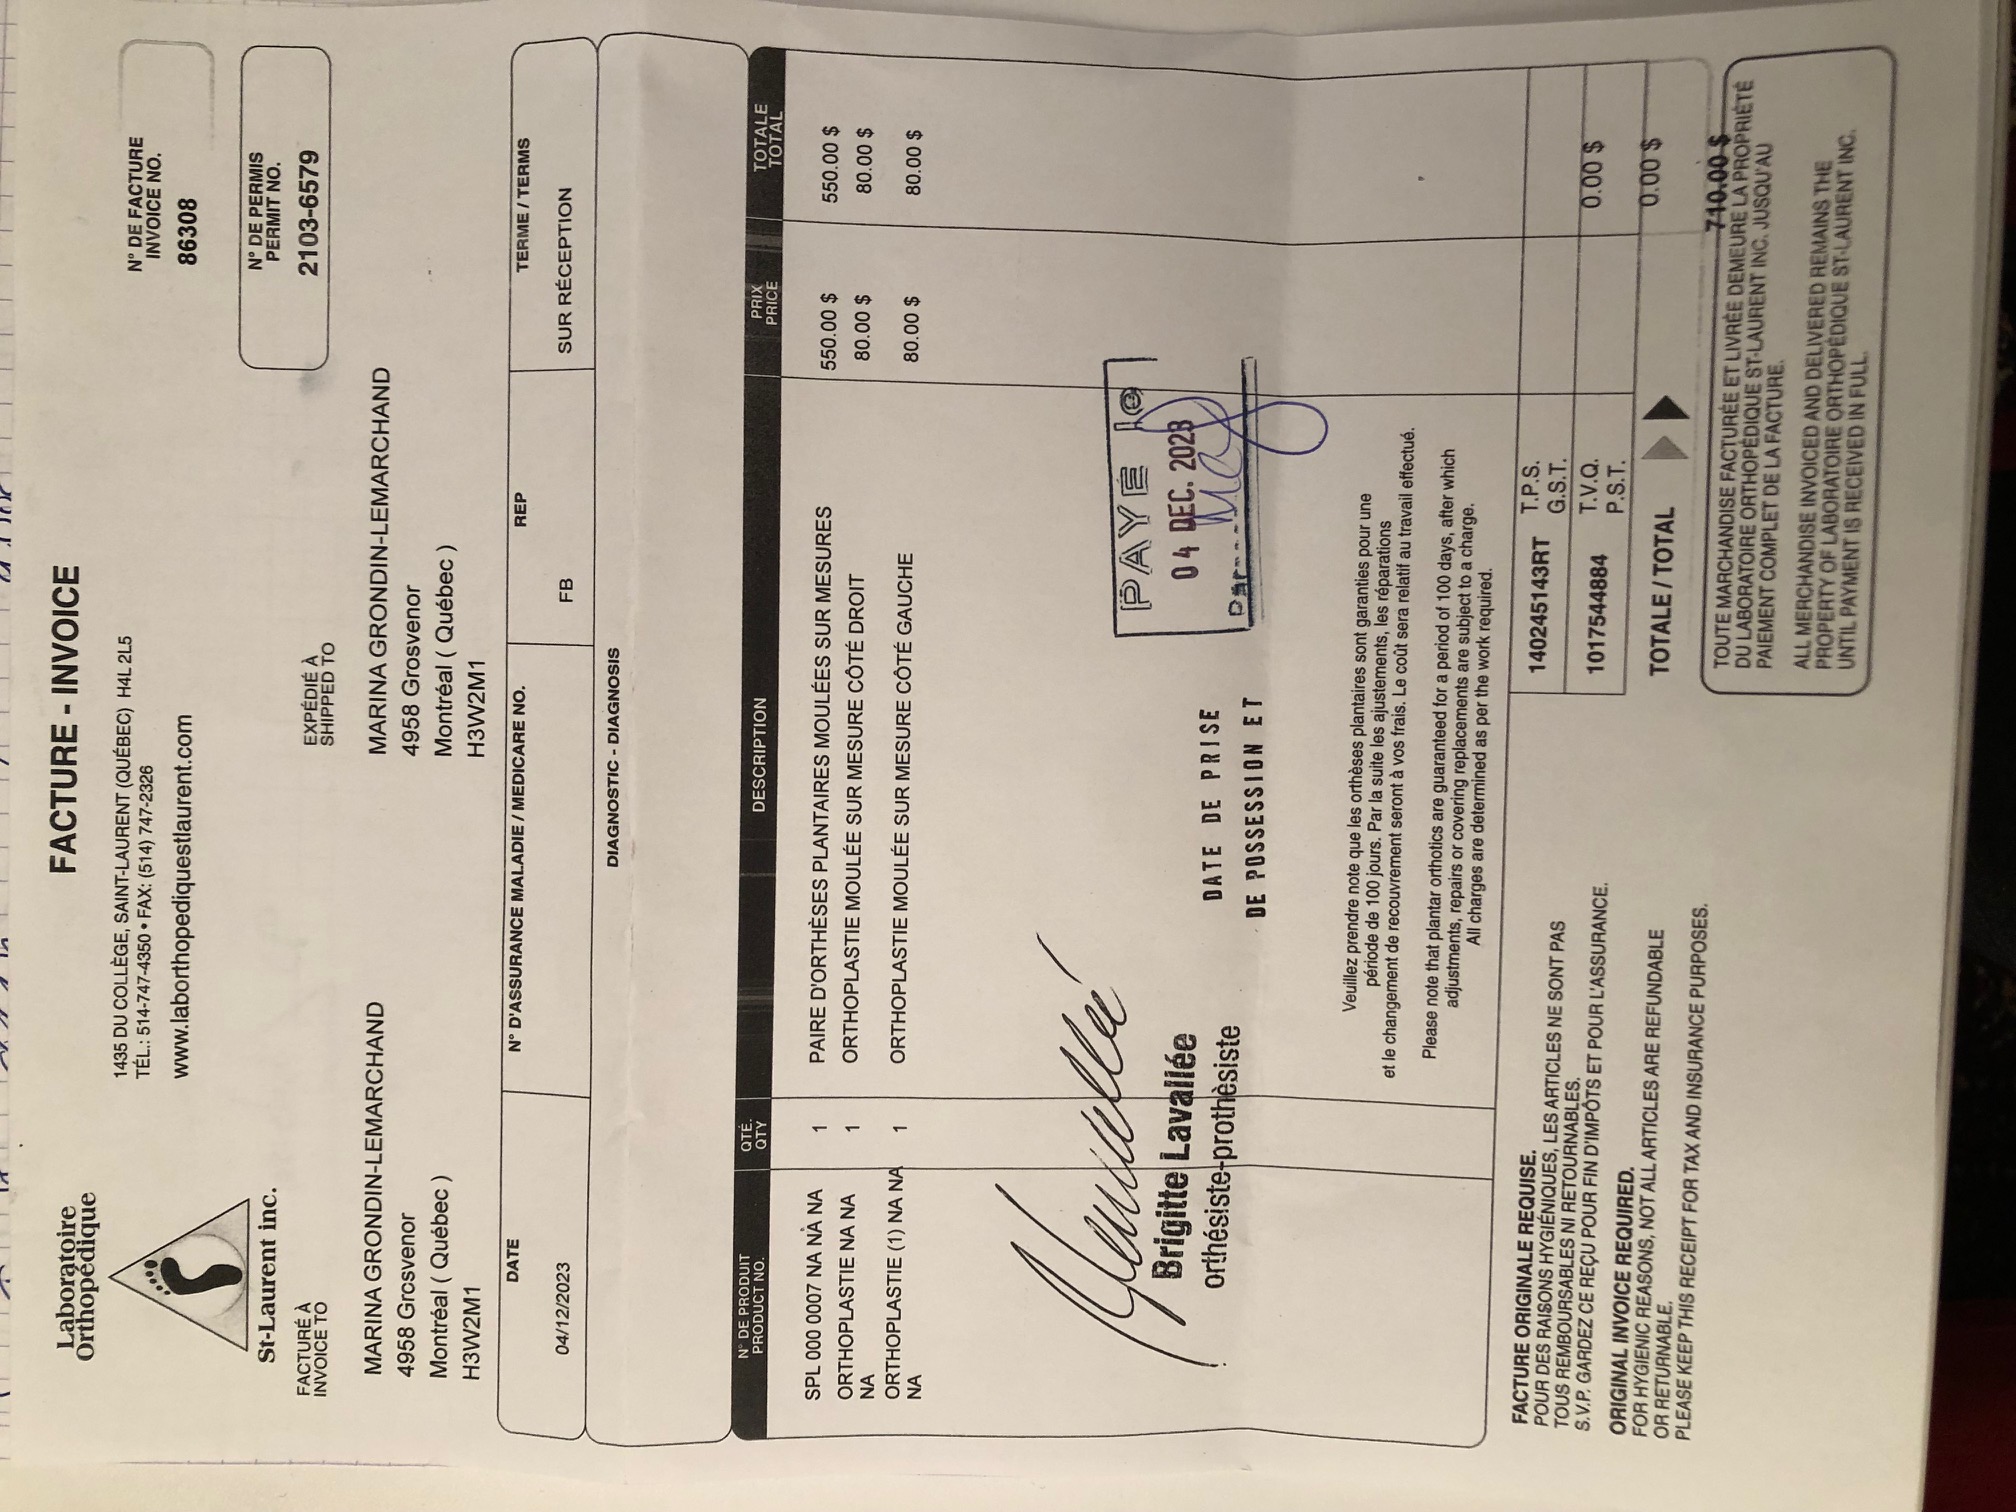 Laboratoire
Orthopédique
St-Laurent inc.
FACTURE - INVOICE
1435 DU COLLÈGE, SAINT-LAURENT (QUÉBEC) H4L 2L5
TÉL.: 514-747-4350 • FAX: (514) 747-2326
www.laborthopediquestlaurent.com
N° DE FACTURE
INVOICE NO.
86308
N° DE PERMIS
PERMIT NO.
2103-6579
FACTURÉ À
INVOICE TO
MARINA GRONDIN-LEMARCHAND
4958 Grosvenor
Montréal ( Québec )
H3W2M1
EXPÉDIÉ À
SHIPPED TO
MARINA GRONDIN-LEMARCHAND
4958 Grosvenor
Montréal ( Québec )
H3W2M1
DATE N° D'ASSURANCE MALADIE / MEDICARE NO. REP TERME / TERMS
04/12/2023 FB SUR RÉCEPTION
DIAGNOSTIC - DIAGNOSIS
N° DE PRODUIT QTÉ. DESCRIPTION PRIX TOTALE
PRODUCT NO. QTY PRICE TOTAL
SPL 000 0007 NA NA NA 1 PAIRE D'ORTHÈSES PLANTAIRES MOULÉES SUR MESURES 550.00 $ 550.00 $
ORTHOPLASTIE NA NA 1 ORTHOPLASTIE MOULÉE SUR MESURE CÔTÉ DROIT 80.00 $ 80.00 $
NA
ORTHOPLASTIE (1) NA NA 1 ORTHOPLASTIE MOULÉE SUR MESURE CÔTÉ GAUCHE 80.00 $ 80.00 $
NA
Brigitte Lavallée
orthésiste-prothèsiste
DATE DE PRISE
DE POSSESSION ET
PAYÉ le
04 DEC. 2023
Par----
Veuillez prendre note que les orthèses plantaires sont garanties pour une
période de 100 jours. Par la suite les ajustements, les réparations
et le changement de recouvrement seront à vos frais. Le coût sera relatif au travail effectué.
Please note that plantar orthotics are guaranteed for a period of 100 days, after which
adjustments, repairs or covering replacements are subject to a charge.
All charges are determined as per the work required.
FACTURE ORIGINALE REQUISE.
POUR DES RAISONS HYGIÉNIQUES, LES ARTICLES NE SONT PAS
TOUS REMBOURSABLES NI RETOURNABLES.
S.V.P. GARDEZ CE REÇU POUR FIN D'IMPÔTS ET POUR L'ASSURANCE.
ORIGINAL INVOICE REQUIRED.
FOR HYGIENIC REASONS, NOT ALL ARTICLES ARE REFUNDABLE
OR RETURNABLE.
PLEASE KEEP THIS RECEIPT FOR TAX AND INSURANCE PURPOSES.
140245143RT T.P.S.
G.S.T.
0.00 $
1017544884 T.V.Q.
P.S.T.
0.00 $
TOTALE / TOTAL
710.00 $
TOUTE MARCHANDISE FACTURÉE ET LIVRÉE DEMEURE LA PROPRIÉTÉ
DU LABORATOIRE ORTHOPÉDIQUE ST-LAURENT INC. JUSQU'AU
PAIEMENT COMPLET DE LA FACTURE.
ALL MERCHANDISE INVOICED AND DELIVERED REMAINS THE
PROPERTY OF LABORATOIRE ORTHOPÉDIQUE ST-LAURENT INC.
UNTIL PAYMENT IS RECEIVED IN FULL.